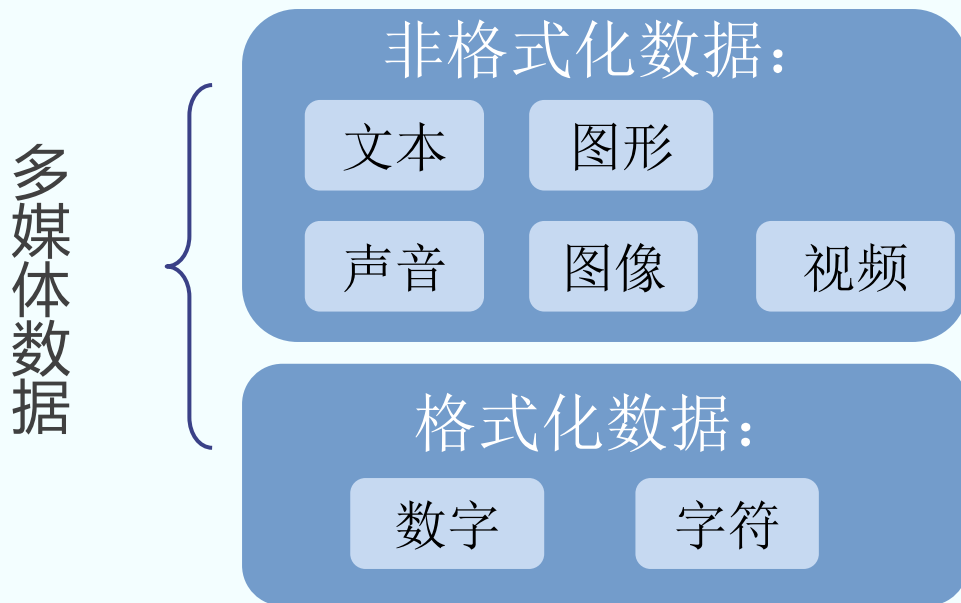 多媒体数据
非格式化数据：
文本 图形
声音 图像 视频
格式化数据：
数字 字符